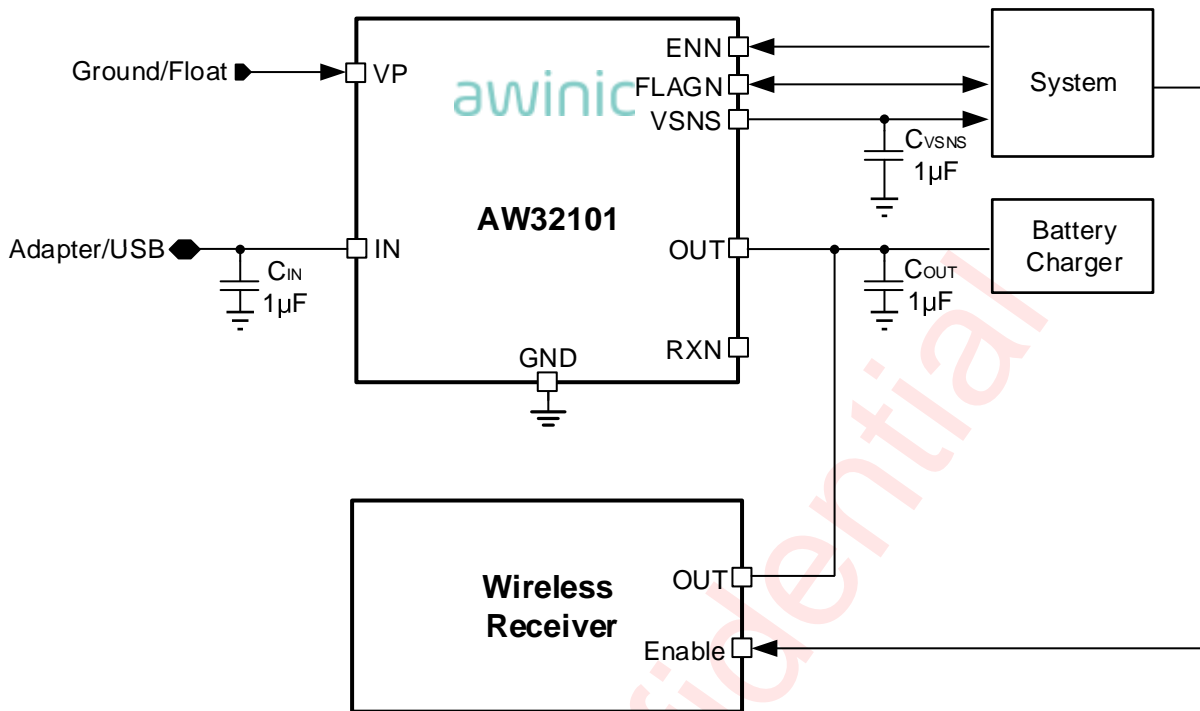 ENN
Ground/Float
VP
awinic
FLAGN
System
VSNS
CVSNS
1µF
AW32101
Adapter/USB
IN
OUT
Battery
Charger
CIN
1µF
COUT
1µF
RXN
GND
Wireless
Receiver
OUT
Enable
fidential